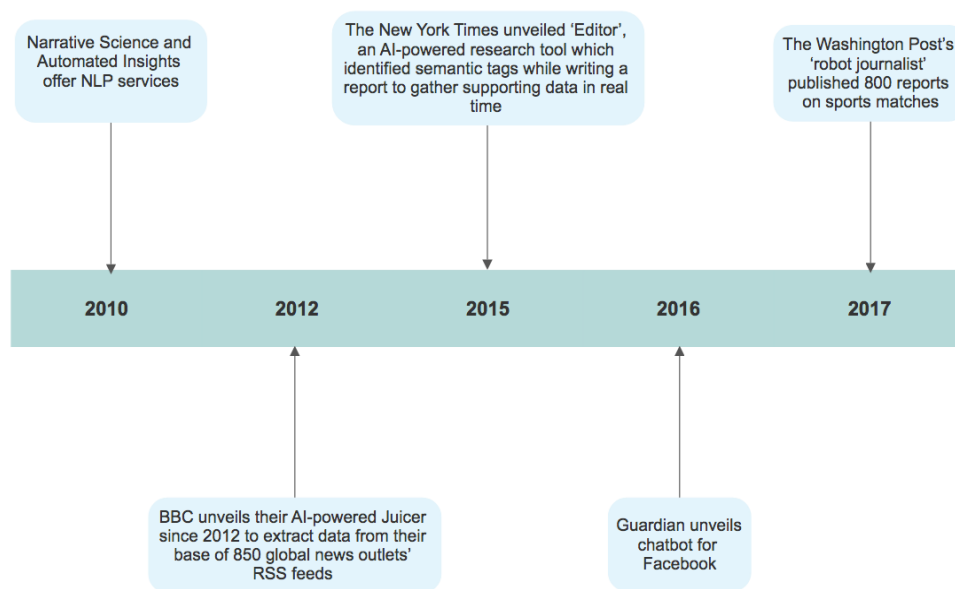 Narrative Science and
Automated Insights
offer NLP services
The New York Times unveiled ‘Editor’,
an AI-powered research tool which
identified semantic tags while writing a
report to gather supporting data in real
time
The Washington Post’s
‘robot journalist’
published 800 reports
on sports matches
2010
2012
2015
2016
2017
BBC unveils their AI-powered Juicer
since 2012 to extract data from their
base of 850 global news outlets’
RSS feeds
Guardian unveils
chatbot for
Facebook